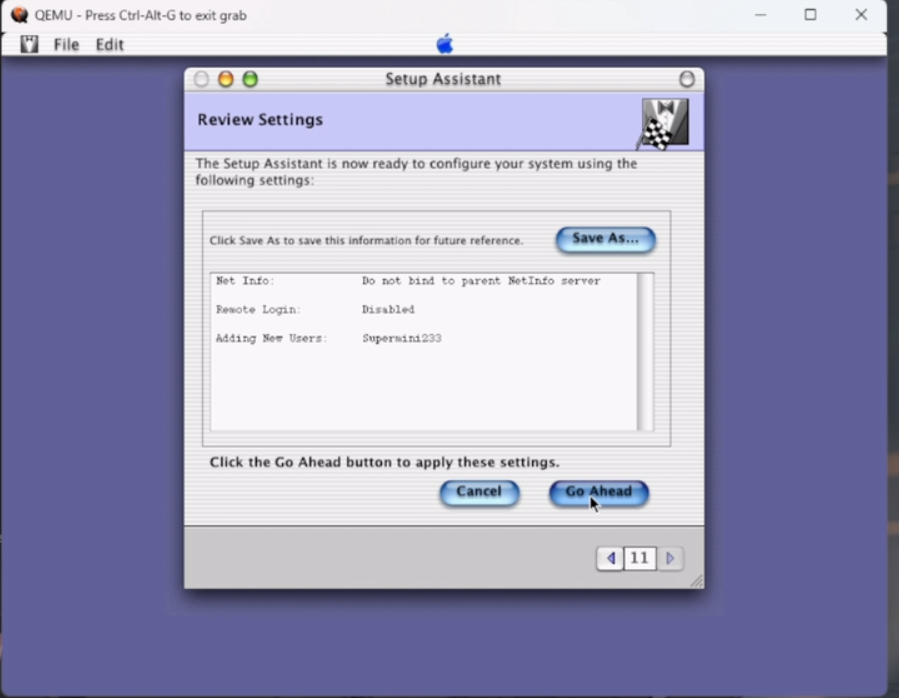 QEMU - Press Ctrl-Alt-G to exit grab
File Edit
Setup Assistant
Review Settings
The Setup Assistant is now ready to configure your system using the
following settings:
Click Save As to save this information for future reference.
Save As...
Net Info: Do not bind to parent NetInfo server
Remote Login: Disabled
Adding New Users: Supermini233
Click the Go Ahead button to apply these settings.
Cancel Go Ahead
11